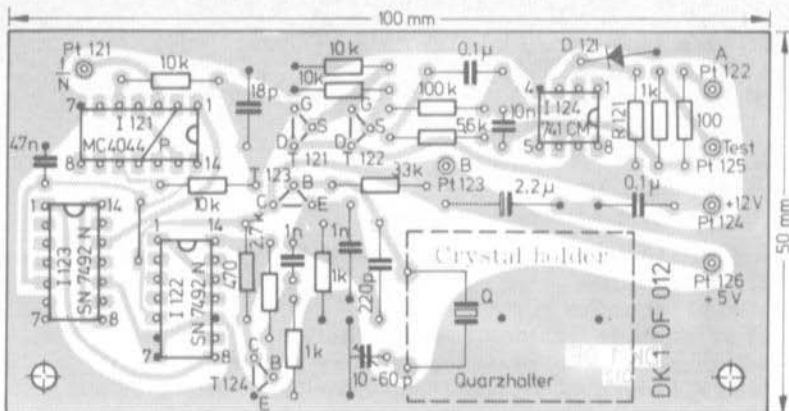 100 mm
Pt 121
1/N
10k
18p
10k
10k
0.1µ
D 121
A
Pt 122
7
1
I 121
MC4044
P
8
14
47n
G
S
D
T 121
G
S
D
T 122
100k
5,6k
10n
4
1
I 124
741 CM
5
8
R121
1k
100
Test
Pt 125
10k
T 123
B
C
E
33k
B
Pt 123
2.2µ
0.1µ
+12V
Pt 124
50 mm
1
14
I 123
SN 7492 N
7
8
1
14
I 122
SN 7492 N
7
8
470
2.7k
1n
1k
1n
220p
1k
C
B
E
T124
10-60p
Crystal holder
Q
Quarzhalter
DK 1 OF 012
Pt 126
+5V